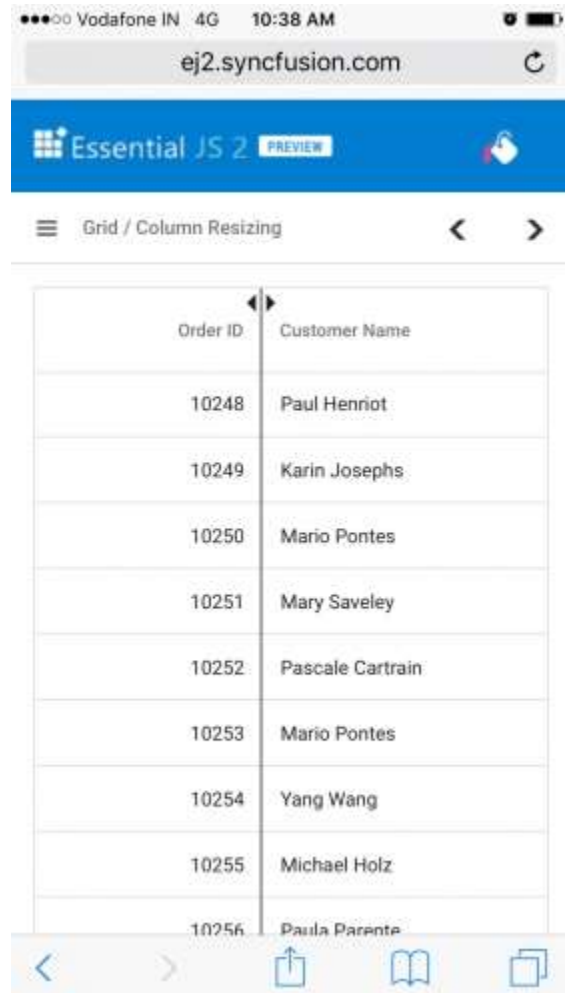 Vodafone IN 4G 10:38 AM
ej2.syncfusion.com
Essential JS 2 PREVIEW
Grid / Column Resizing
Order ID Customer Name
10248 Paul Henriot
10249 Karin Josephs
10250 Mario Pontes
10251 Mary Saveley
10252 Pascale Cartrain
10253 Mario Pontes
10254 Yang Wang
10255 Michael Holz
10256 Paula Parente